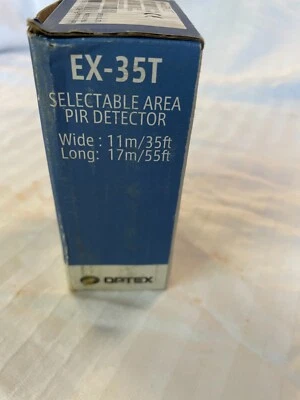 EX-35T
SELECTABLE AREA
PIR DETECTOR
Wide : 11m/35ft
Long: 17m/55ft
OPTEX